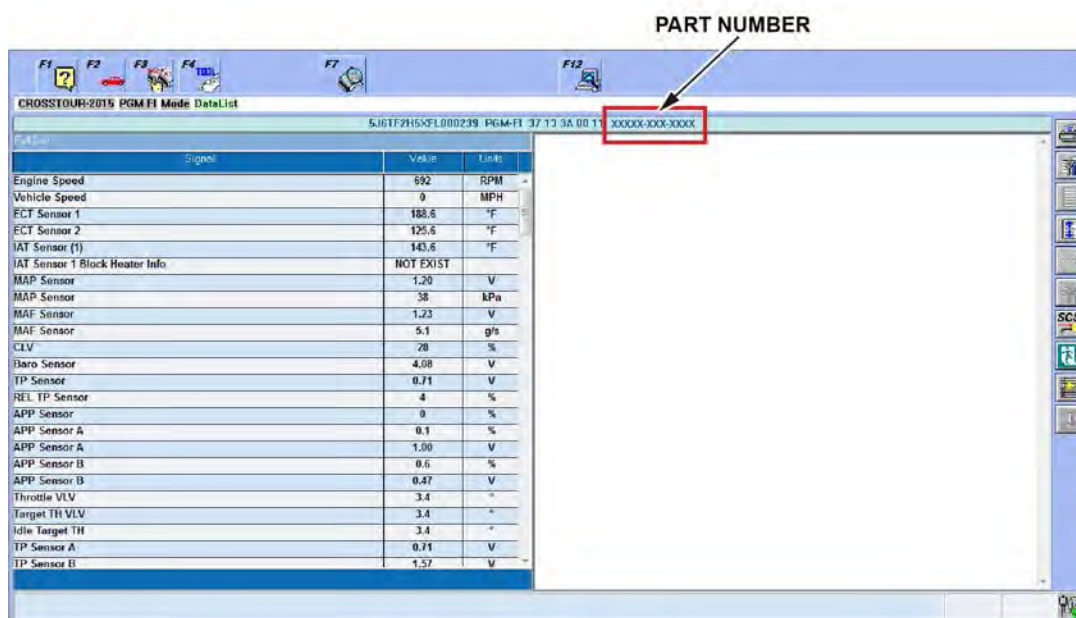 PART NUMBER
F1 F2 F3 F4 F7 F12
CROSSTOUR-2015 PGM FI Mode DataList
5J6TF2H5XFL000239 PGM-FI 37 13 3A 00 11 XXXXX-XXX-XXXX
Signal Value Units
Engine Speed 692 RPM
Vehicle Speed 0 MPH
ECT Sensor 1 188.6 °F
ECT Sensor 2 125.6 °F
IAT Sensor (1) 143.6 °F
IAT Sensor 1 Block Heater Info NOT EXIST
MAP Sensor 1.20 V
MAP Sensor 38 kPa
MAF Sensor 1.23 V
MAF Sensor 5.1 g/s
CLV 28 %
Baro Sensor 4.08 V
TP Sensor 0.71 V
REL TP Sensor 4 %
APP Sensor 0 %
APP Sensor A 0.1 %
APP Sensor A 1.00 V
APP Sensor B 0.6 %
APP Sensor B 0.47 V
Throttle VLV 3.4 °
Target TH VLV 3.4 °
Idle Target TH 3.4 °
TP Sensor A 0.71 V
TP Sensor B 1.57 V